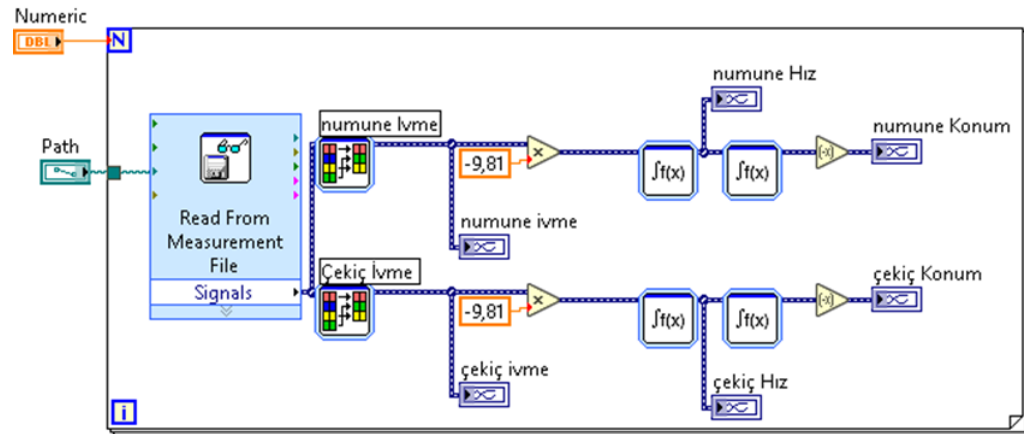 Numeric
DBL
N
numune Hız
numune Ivme
numune Konum
Path
-9,81
x
∫f(x)
∫f(x)
(-x)
Read From
Measurement
File
Signals
numune ivme
Çekiç İvme
çekiç Konum
-9,81
x
∫f(x)
∫f(x)
(-x)
çekiç ivme
çekiç Hız
i